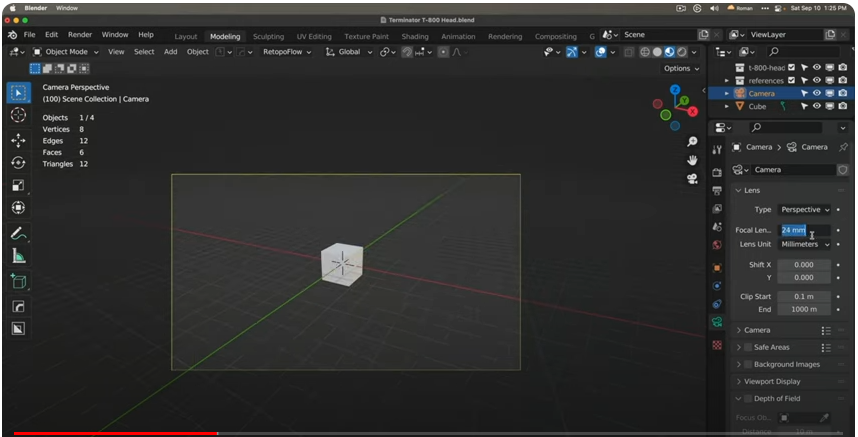 Blender Window Roman Sat Sep 10 1:25 PM
Terminator T-800 Head.blend
File Edit Render Window Help Layout Modeling Sculpting UV Editing Texture Paint Shading Animation Rendering Compositing G Scene ViewLayer
Object Mode View Select Add Object RetopoFlow Global
Options
Camera Perspective
(100) Scene Collection | Camera
Objects 1 / 4
Vertices 8
Edges 12
Faces 6
Triangles 12
Z
Y
X
t-800-head
references
Camera
Cube
Camera > Camera
Camera
Lens
Type Perspective
Focal Len... 24 mm
Lens Unit Millimeters
Shift X 0.000
Y 0.000
Clip Start 0.1 m
End 1000 m
Camera
Safe Areas
Background Images
Viewport Display
Depth of Field
Focus Ob...
Distance 10 m